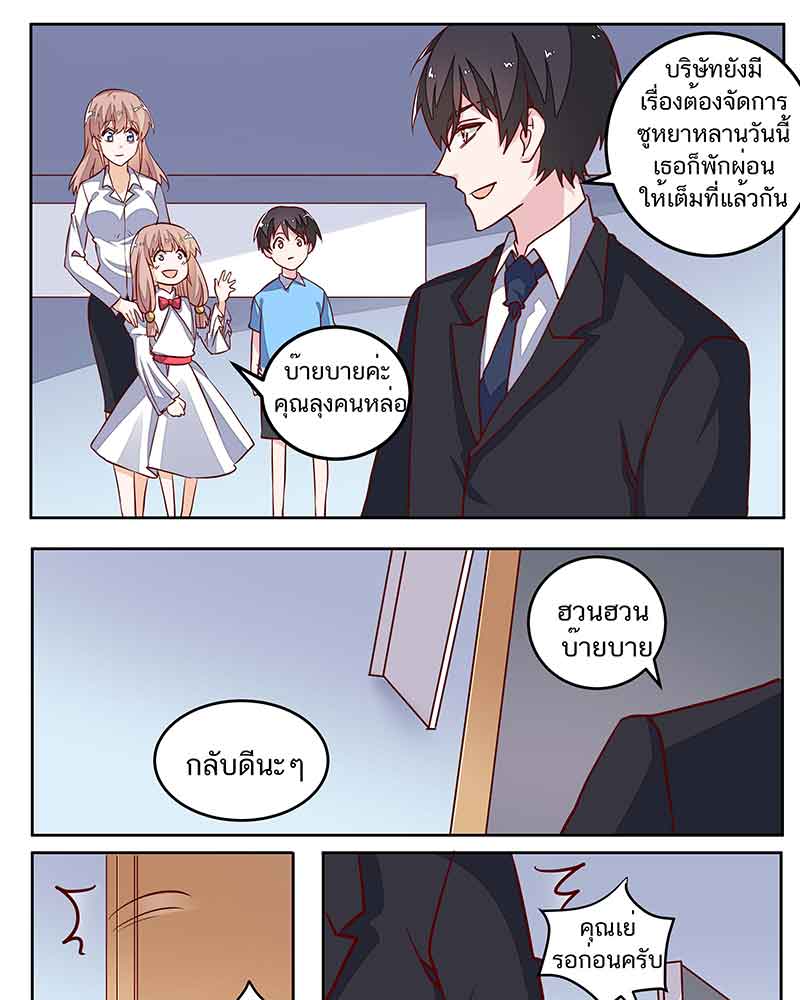 บริษัทยังมี
เรื่องต้องจัดการ
ซูหยาหลานวันนี้
เธอก็พักผ่อน
ให้เต็มที่แล้วกัน
บ๊ายบายค่ะ
คุณลุงคนหล่อ
ฮวนฮวน
บ๊ายบาย
กลับดีนะๆ
คุณเย่
รอก่อนครับ